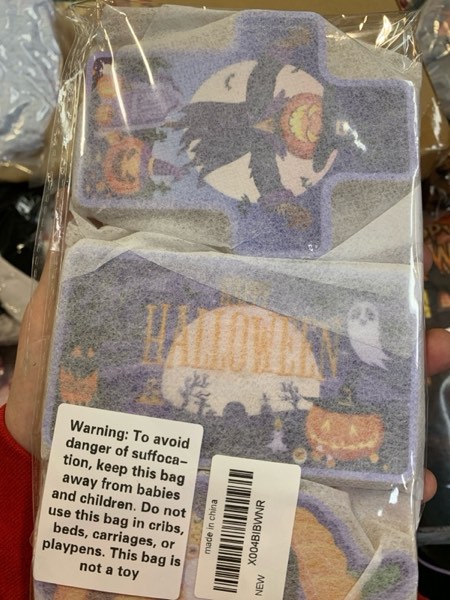 HAPPY
HALLOWEEN
Warning: To avoid
danger of suffoca-
tion, keep this bag
away from babies
and children. Do not
use this bag in cribs,
beds, carriages, or
playpens. This bag is
not a toy
made in china
X004BIBWNR
NEW